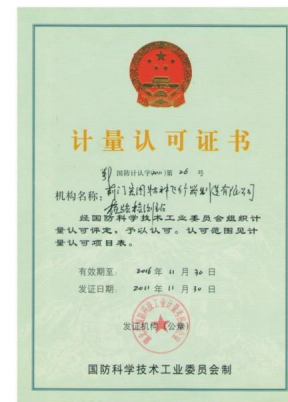 计量认可证书
鄂 国防计认字(2011)第 26 号
机构名称：荆门
经国防科学技术工业委员会组织计
量认可评定，予以认可。认可范围见计
量认可项目表。
有效期至：2016 年 11 月 30 日
发证日期：2011 年 11 月 30 日
发证机构（公章）
国防科学技术工业委员会制